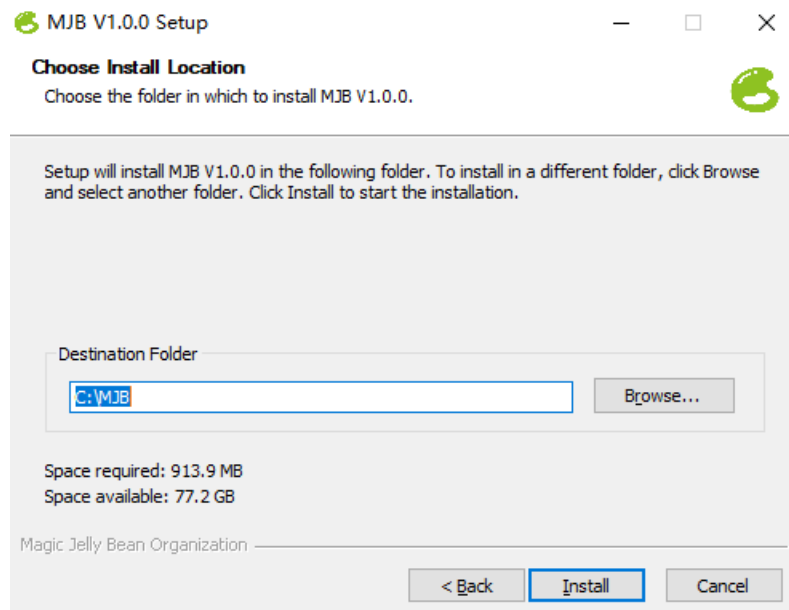 MJB V1.0.0 Setup
Choose Install Location
Choose the folder in which to install MJB V1.0.0.
Setup will install MJB V1.0.0 in the following folder. To install in a different folder, click Browse
and select another folder. Click Install to start the installation.
Destination Folder
C:\MJB
Browse...
Space required: 913.9 MB
Space available: 77.2 GB
Magic Jelly Bean Organization
< Back
Install
Cancel